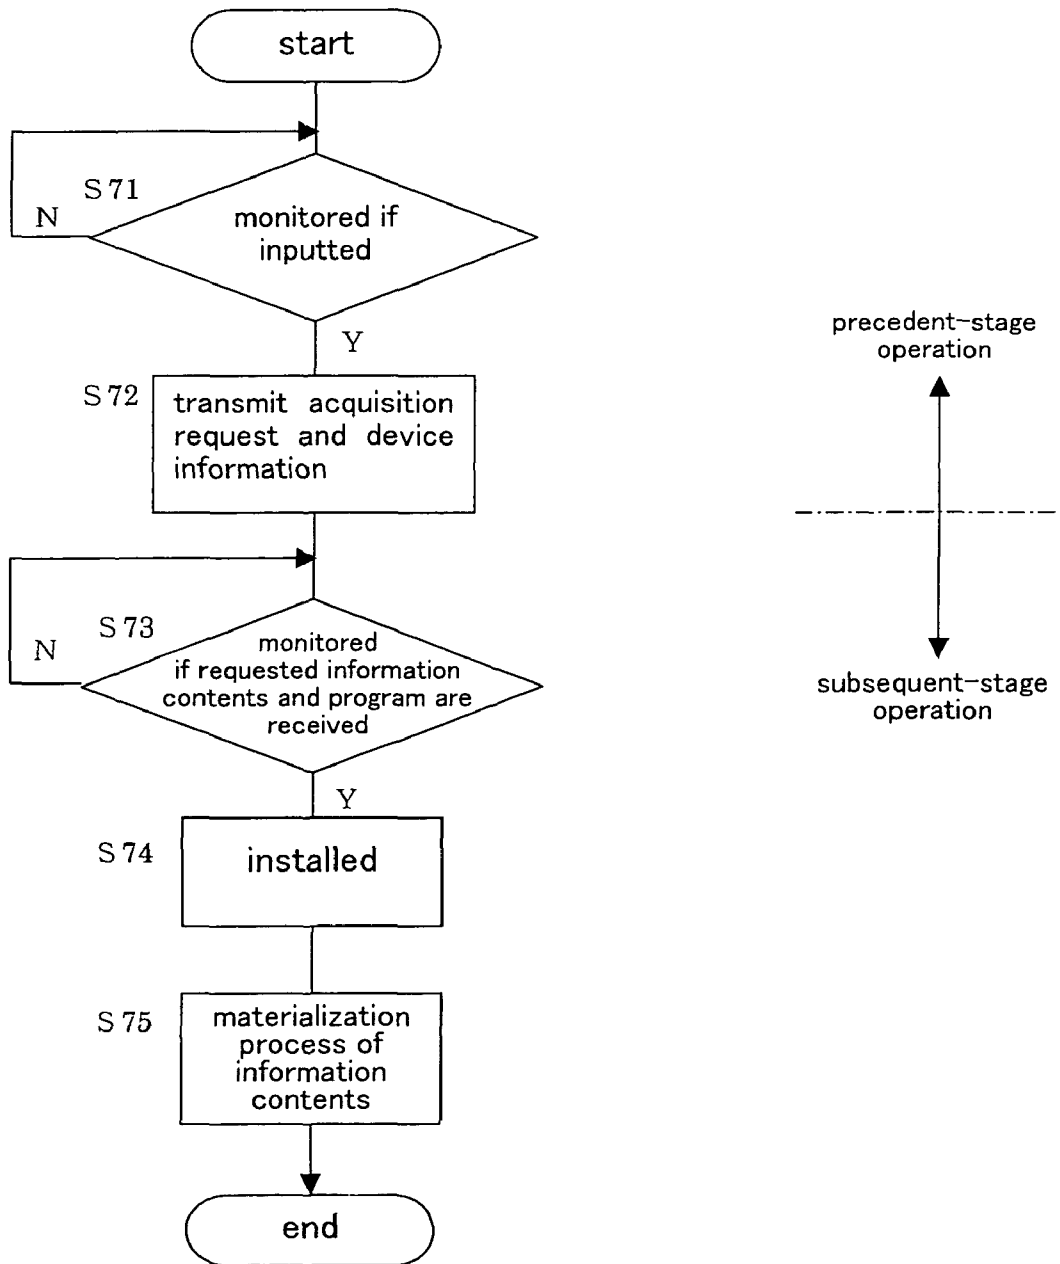 start
S71
N
monitored if
inputted
Y
S72
transmit acquisition
request and device
information
precedent-stage
operation
subsequent-stage
operation
S73
N
monitored
if requested information
contents and program are
received
Y
S74
installed
S75
materialization
process of
information
contents
end